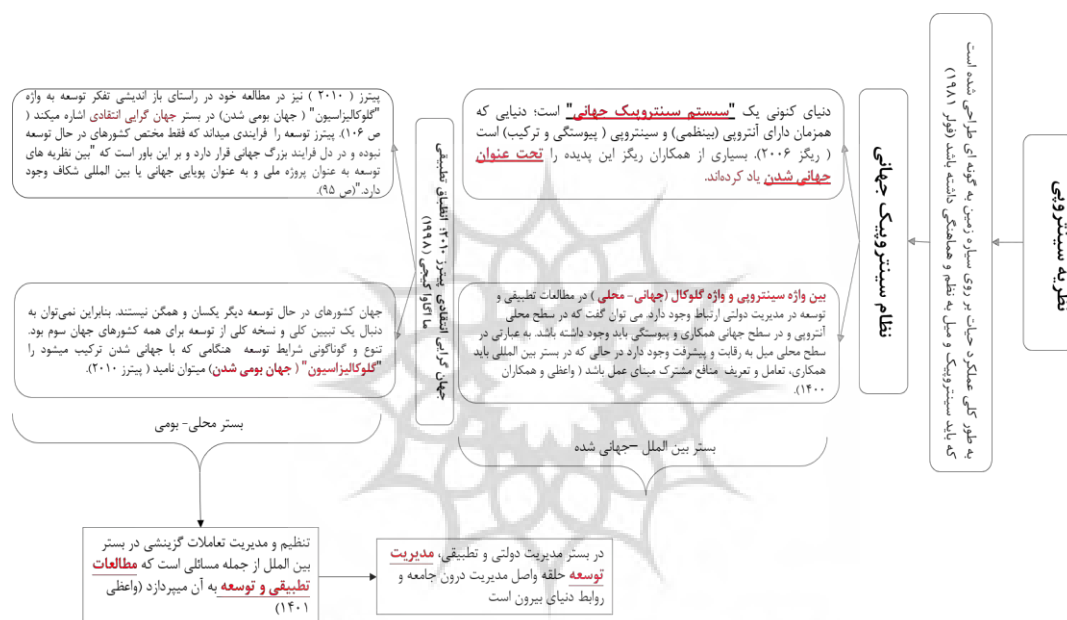 نظریه سینتروپی
به طور کلی عملکرد حیات بر روی سیاره زمین به گونه ای طراحی شده است
که باید سینتروپیک و میل به نظم و هماهنگی داشته باشد (فولر ۱۹۸۱)
نظام سینتروپیک جهانی
دنیای کنونی یک "سیستم سینتروپیک جهانی" است؛ دنیایی که
همزمان دارای آنتروپی (بینظمی) و سینتروپی ( پیوستگی و ترکیب) است
( ریگز ۲۰۰۶). بسیاری از همکاران ریگز این پدیده را تحت عنوان
جهانی شدن یاد کرده‌اند.
بین واژه سینتروپی و واژه گلوکال (جهانی- محلی ) در مطالعات تطبیقی و
توسعه در مدیریت دولتی ارتباط وجود دارد. می توان گفت که در سطح محلی
آنتروپی و در سطح جهانی همکاری و پیوستگی باید وجود داشته باشد. به عبارتی در
سطح محلی میل به رقابت و پیشرفت وجود دارد در حالی که در بستر بین المللی باید
همکاری، تعامل و تعریف منافع مشترک مبنای عمل باشد ( واعظی و همکاران
۱۴۰۰).
بستر بین الملل –جهانی شده
جهان گرایی انتقادی پیترز ۲۰۱۰؛ انطباق تطبیقی
ما اگاوا کیجی (۱۹۹۸)
پیترز ( ۲۰۱۰ ) نیز در مطالعه خود در راستای باز اندیشی تفکر توسعه به واژه
"گلوکالیزاسیون" ( جهان بومی شدن) در بستر جهان گرایی انتقادی اشاره میکند (
ص ۱۰۶). پیترز توسعه را فرایندی میداند که فقط مختص کشورهای در حال توسعه
نبوده و در دل فرایند بزرگ جهانی قرار دارد و بر این باور است که "بین نظریه های
توسعه به عنوان پروژه ملی و به عنوان پویایی جهانی یا بین المللی شکاف وجود
دارد."(ص ۹۵).
جهان کشورهای در حال توسعه دیگر یکسان و همگن نیستند. بنابراین نمی‌توان به
دنبال یک تبیین کلی و نسخه کلی از توسعه برای همه کشورهای جهان سوم بود.
تنوع و گوناگونی شرایط توسعه هنگامی که با جهانی شدن ترکیب میشود را
"گلوکالیزاسیون" ( جهان بومی شدن) میتوان نامید ( پیترز ۲۰۱۰).
بستر محلی- بومی
تنظیم و مدیریت تعاملات گزینشی در بستر
بین الملل از جمله مسائلی است که مطالعات
تطبیقی و توسعه به آن میپردازد (واعظی
۱۴۰۱)
در بستر مدیریت دولتی و تطبیقی، مدیریت
توسعه حلقه واصل مدیریت درون جامعه و
روابط دنیای بیرون است